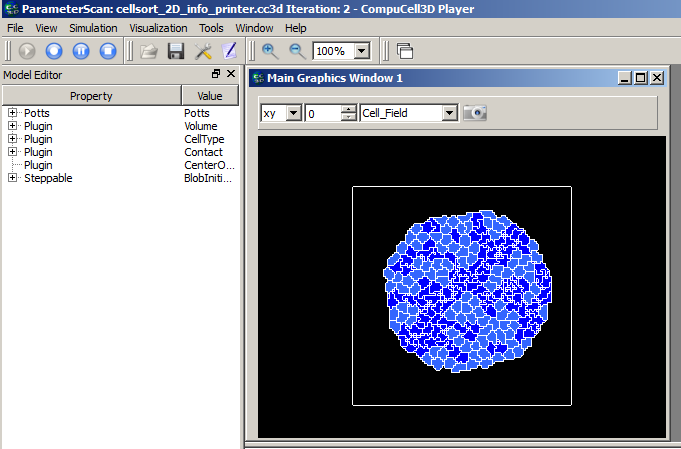 ParameterScan: cellsort_2D_info_printer.cc3d Iteration: 2 - CompuCell3D Player
File View Simulation Visualization Tools Window Help
100%
Model Editor
Main Graphics Window 1
Property Value
xy 0 Cell_Field
Potts Potts
Plugin Volume
Plugin CellType
Plugin Contact
Plugin CenterO...
Steppable BlobIniti...